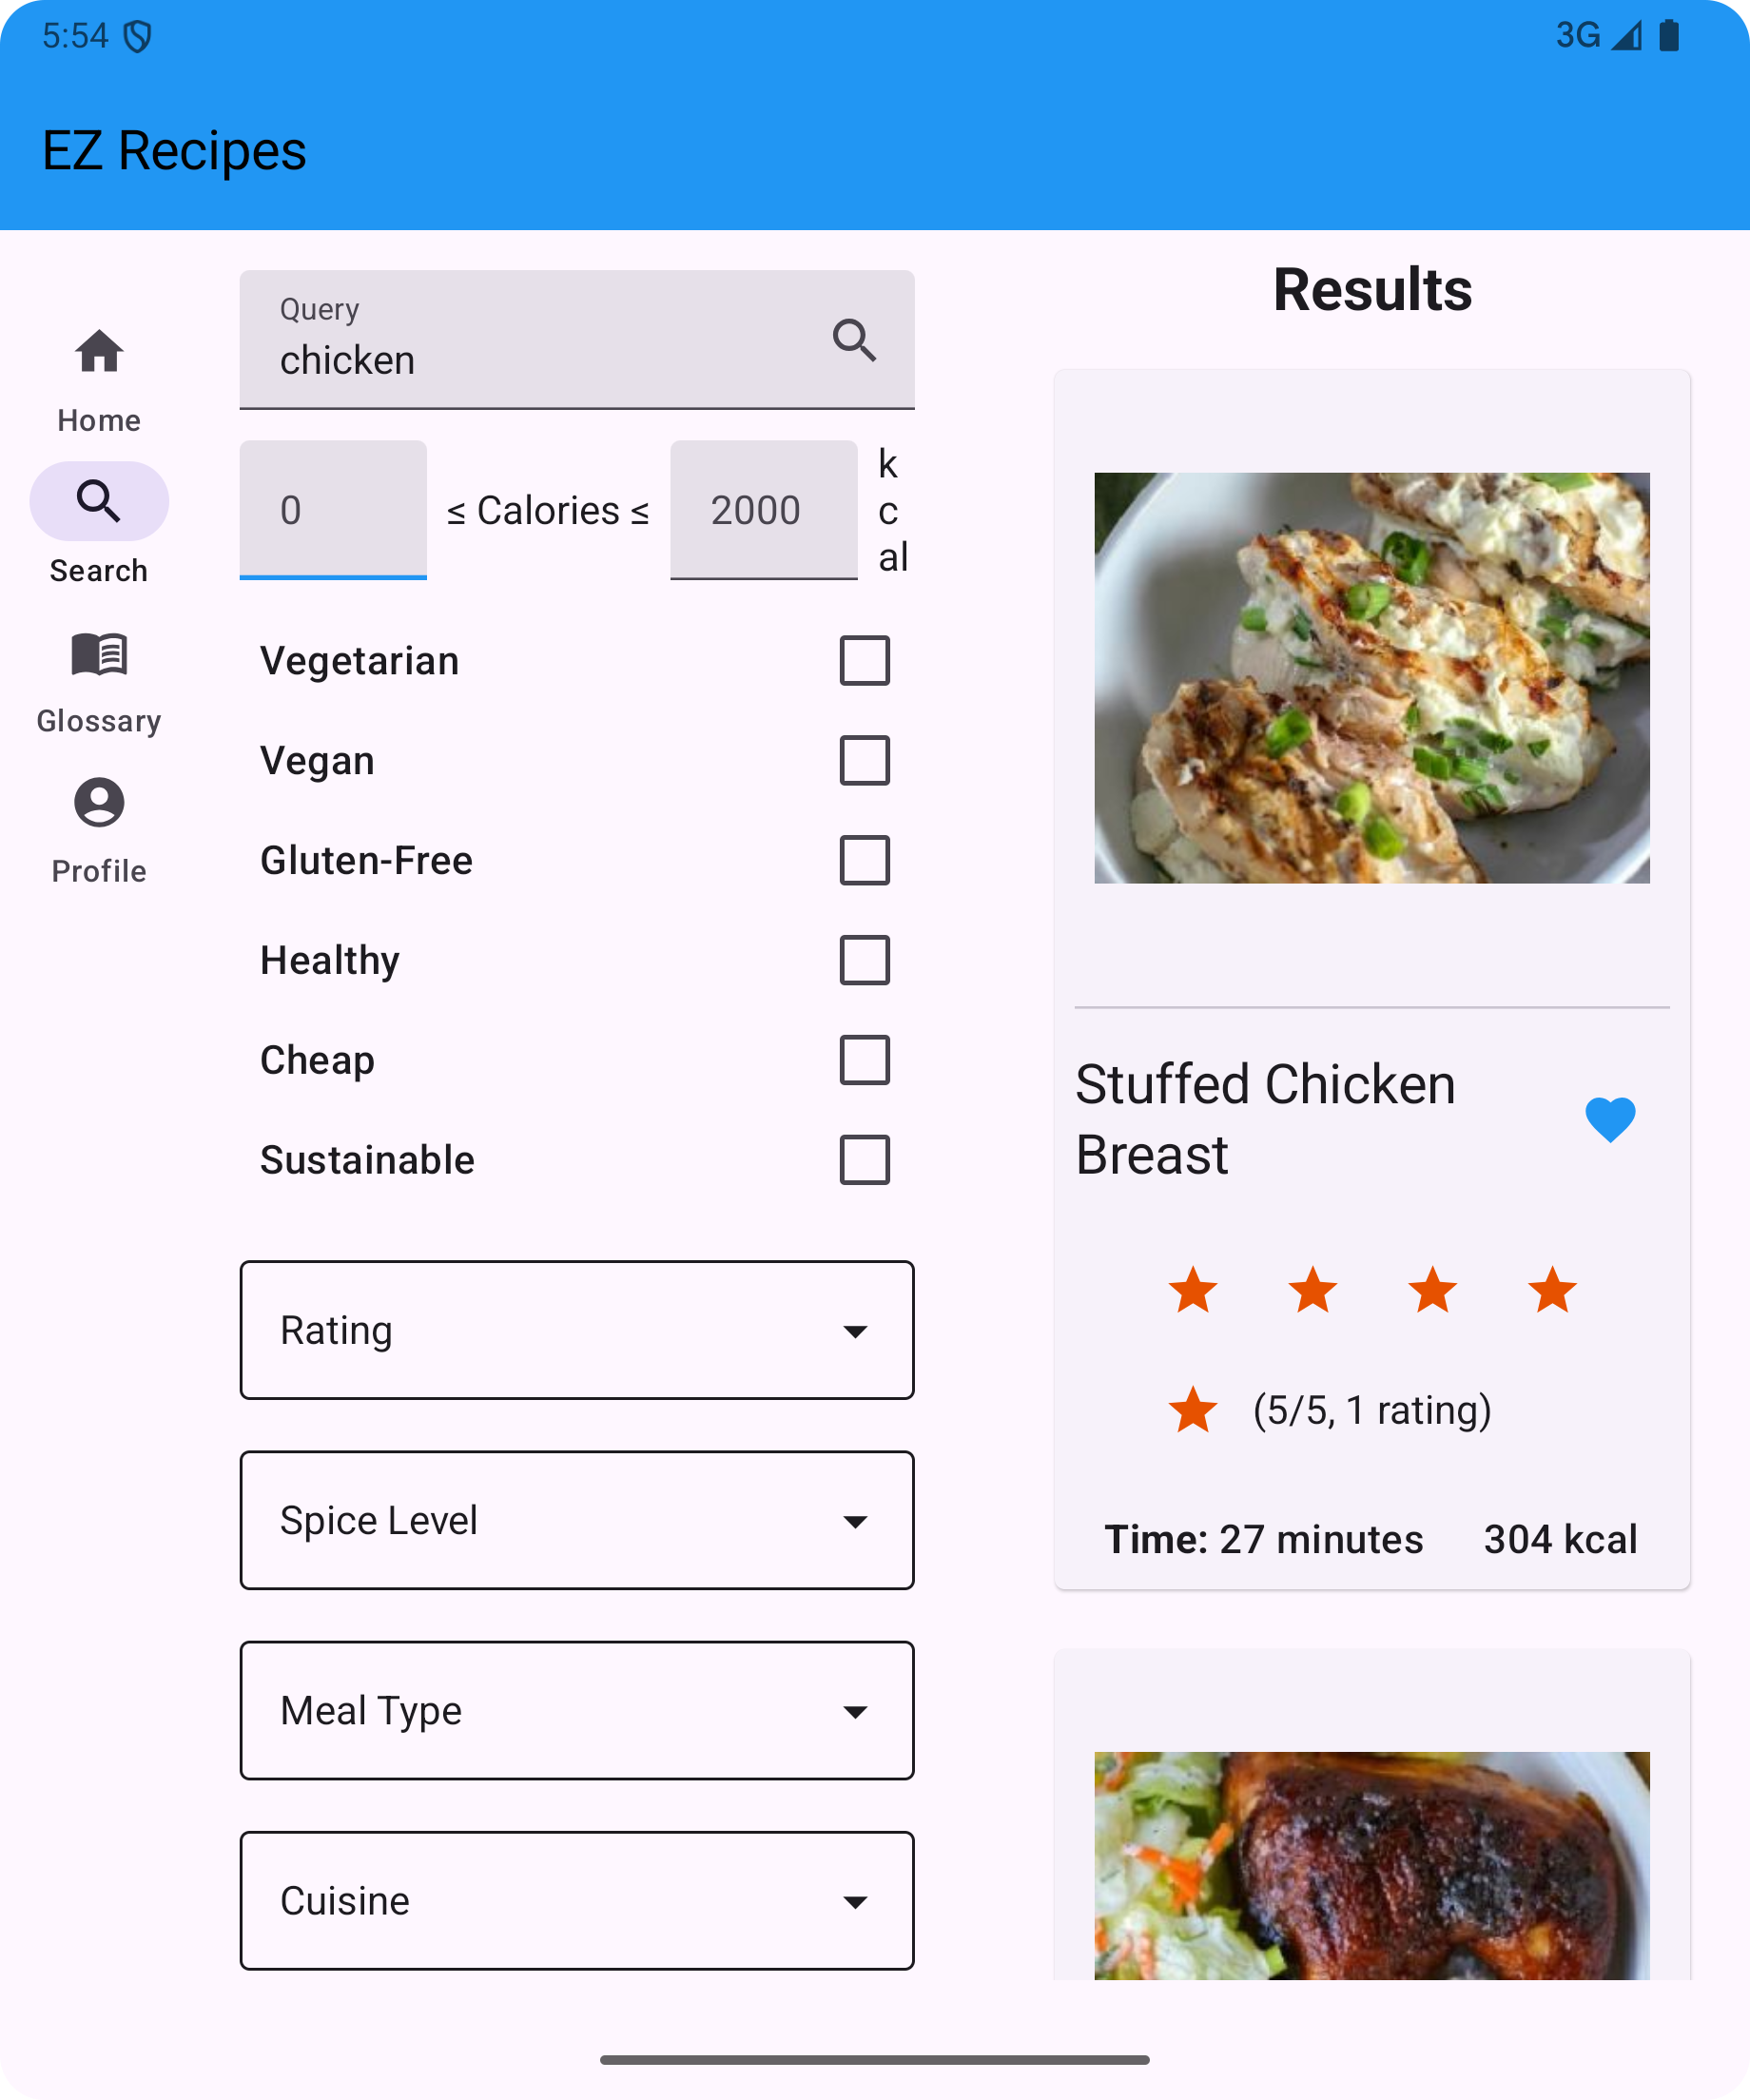 5:54
3G
EZ Recipes
Home
Search
Glossary
Profile
Query
chicken
0 ≤ Calories ≤ 2000
k
c
al
Vegetarian
Vegan
Gluten-Free
Healthy
Cheap
Sustainable
Rating
Spice Level
Meal Type
Cuisine
Results
Stuffed Chicken
Breast
(5/5, 1 rating)
Time: 27 minutes 304 kcal